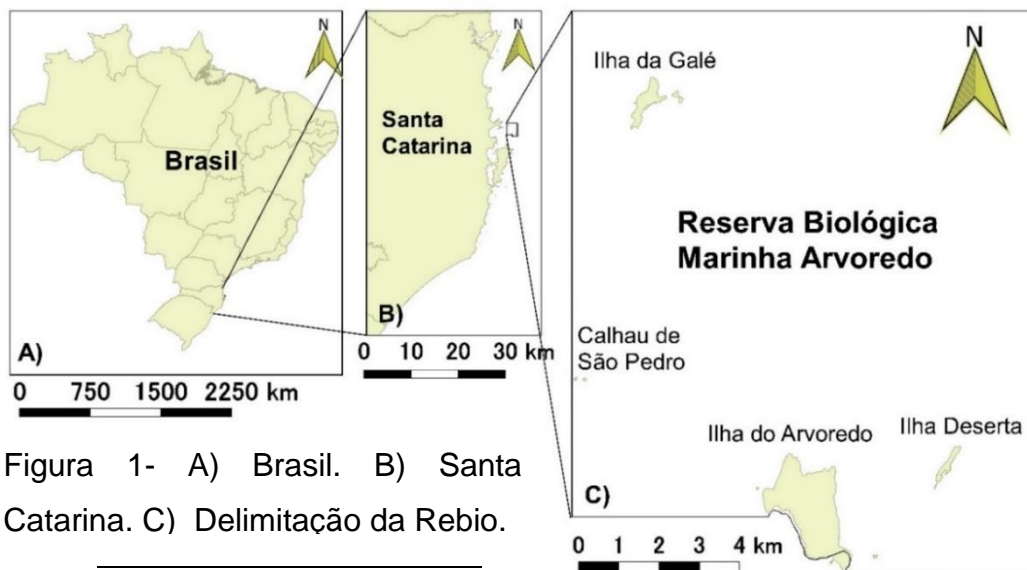 N
Brasil
A)
0 750 1500 2250 km
N
Santa
Catarina
B)
0 10 20 30 km
N
Ilha da Galé
Reserva Biológica
Marinha Arvoredo
Calhau de
São Pedro
Ilha do Arvoredo
Ilha Deserta
C)
0 1 2 3 4 km
Figura 1- A) Brasil. B) Santa
Catarina. C) Delimitação da Rebio.